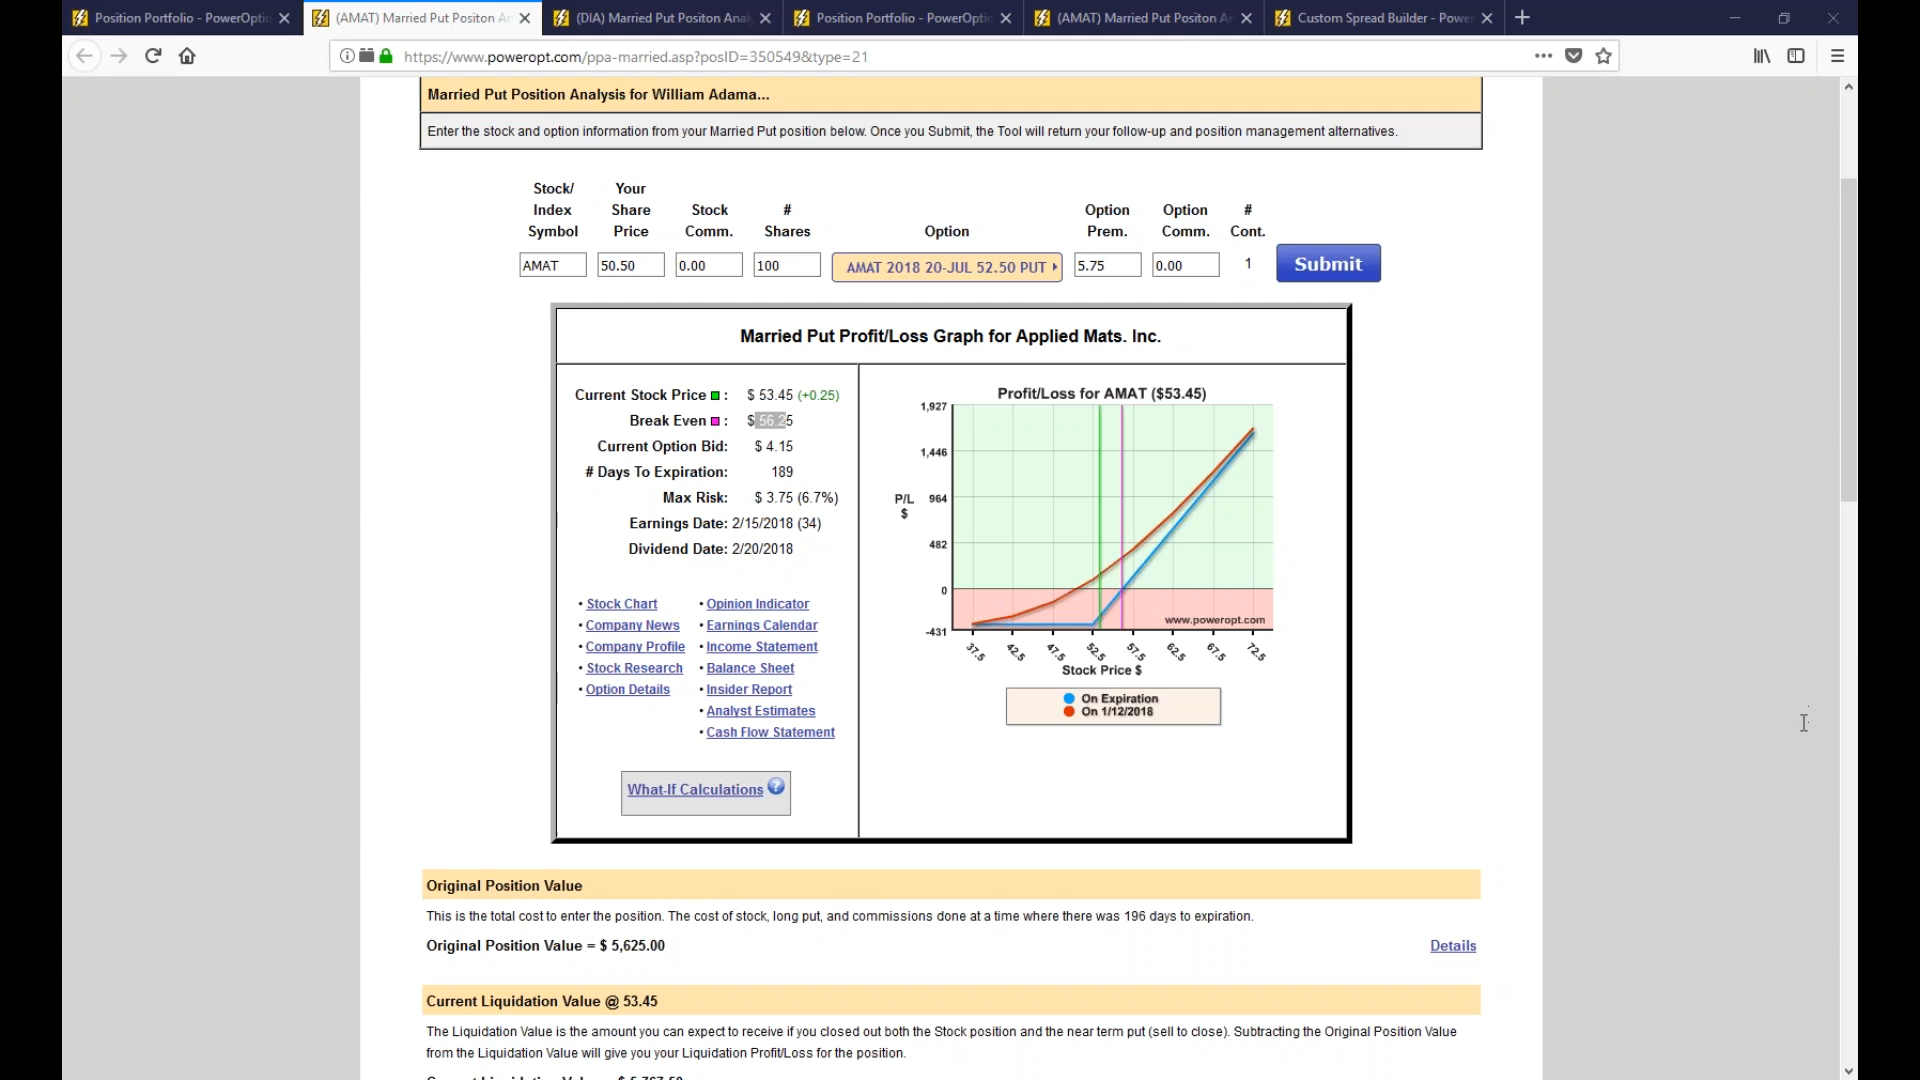 Position Portfolio - PowerOptio
(AMAT) Married Put Positon An
(DIA) Married Put Positon Anal
Position Portfolio - PowerOptio
(AMAT) Married Put Positon An
Custom Spread Builder - Power
https://www.poweropt.com/ppa-married.asp?posID=350549&type=21
Married Put Position Analysis for William Adama...
Enter the stock and option information from your Married Put position below. Once you Submit, the Tool will return your follow-up and position management alternatives.
Stock/ Index Symbol
Your Share Price
Stock Comm.
# Shares
Option
Option Prem.
Option Comm.
# Cont.
AMAT 50.50 0.00 100 AMAT 2018 20-JUL 52.50 PUT 5.75 0.00 1 Submit
Married Put Profit/Loss Graph for Applied Mats. Inc.
Current Stock Price : $ 53.45 (+0.25)
Break Even : $ 56.25
Current Option Bid: $ 4.15
# Days To Expiration: 189
Max Risk: $ 3.75 (6.7%)
Earnings Date: 2/15/2018 (34)
Dividend Date: 2/20/2018
• Stock Chart
• Company News
• Company Profile
• Stock Research
• Option Details
• Opinion Indicator
• Earnings Calendar
• Income Statement
• Balance Sheet
• Insider Report
• Analyst Estimates
• Cash Flow Statement
What-If Calculations ?
Profit/Loss for AMAT ($53.45)
1,927
1,446
P/L $
964
482
0
-431
www.poweropt.com
37.5 42.5 47.5 52.5 57.5 62.5 67.5 72.5
Stock Price $
On Expiration
On 1/12/2018
Original Position Value
This is the total cost to enter the position. The cost of stock, long put, and commissions done at a time where there was 196 days to expiration.
Original Position Value = $ 5,625.00
Details
Current Liquidation Value @ 53.45
The Liquidation Value is the amount you can expect to receive if you closed out both the Stock position and the near term put (sell to close). Subtracting the Original Position Value
from the Liquidation Value will give you your Liquidation Profit/Loss for the position.